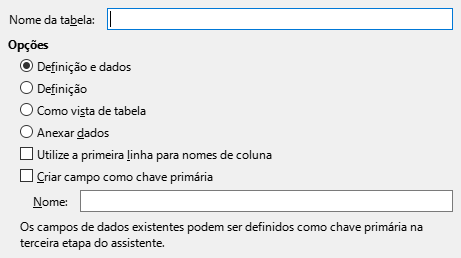 Nome da tabela:
Opções
Definição e dados
Definição
Como vista de tabela
Anexar dados
Utilize a primeira linha para nomes de coluna
Criar campo como chave primária
Nome:
Os campos de dados existentes podem ser definidos como chave primária na
terceira etapa do assistente.